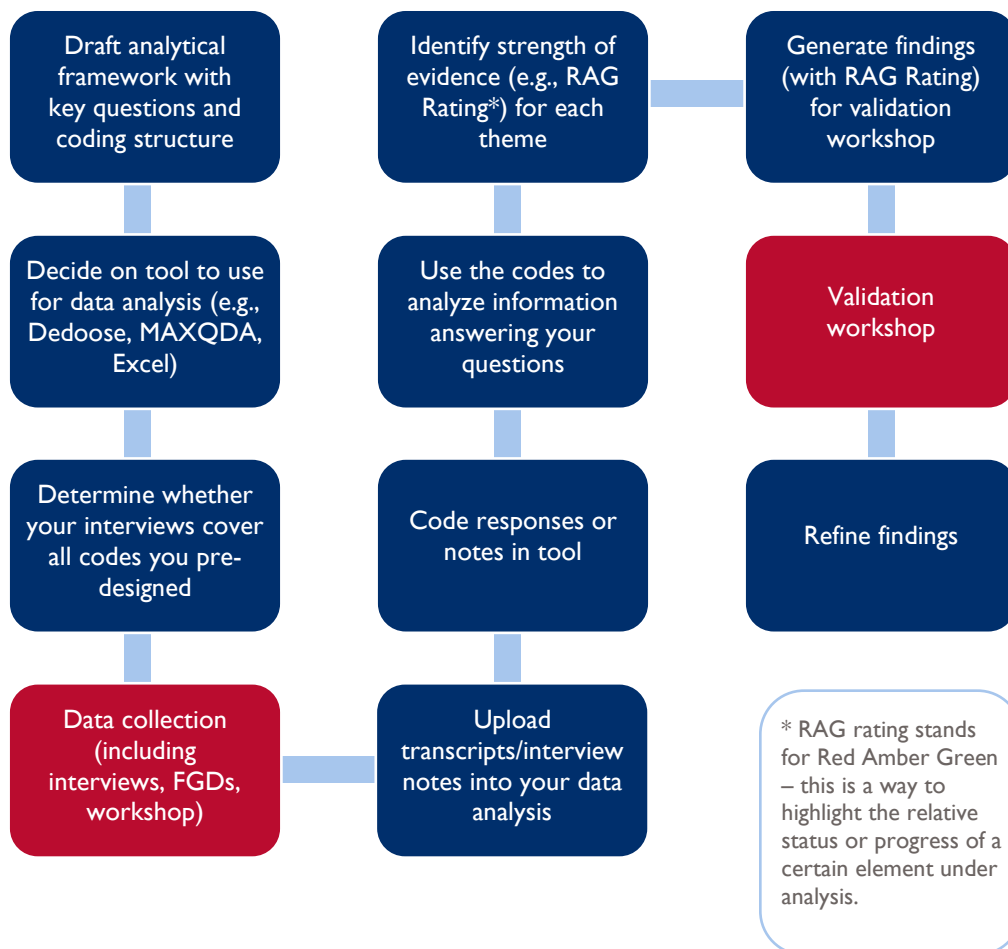 Draft analytical
framework with
key questions and
coding structure
Decide on tool to use
for data analysis (e.g.,
Dedoose, MAXQDA,
Excel)
Determine whether
your interviews cover
all codes you pre-
designed
Data collection
(including
interviews, FGDs,
workshop)
Upload
transcripts/interview
notes into your data
analysis
Code responses or
notes in tool
Use the codes to
analyze information
answering your
questions
Identify strength of
evidence (e.g., RAG
Rating*) for each
theme
Generate findings
(with RAG Rating)
for validation
workshop
Validation
workshop
Refine findings
* RAG rating stands
for Red Amber Green
– this is a way to
highlight the relative
status or progress of a
certain element under
analysis.